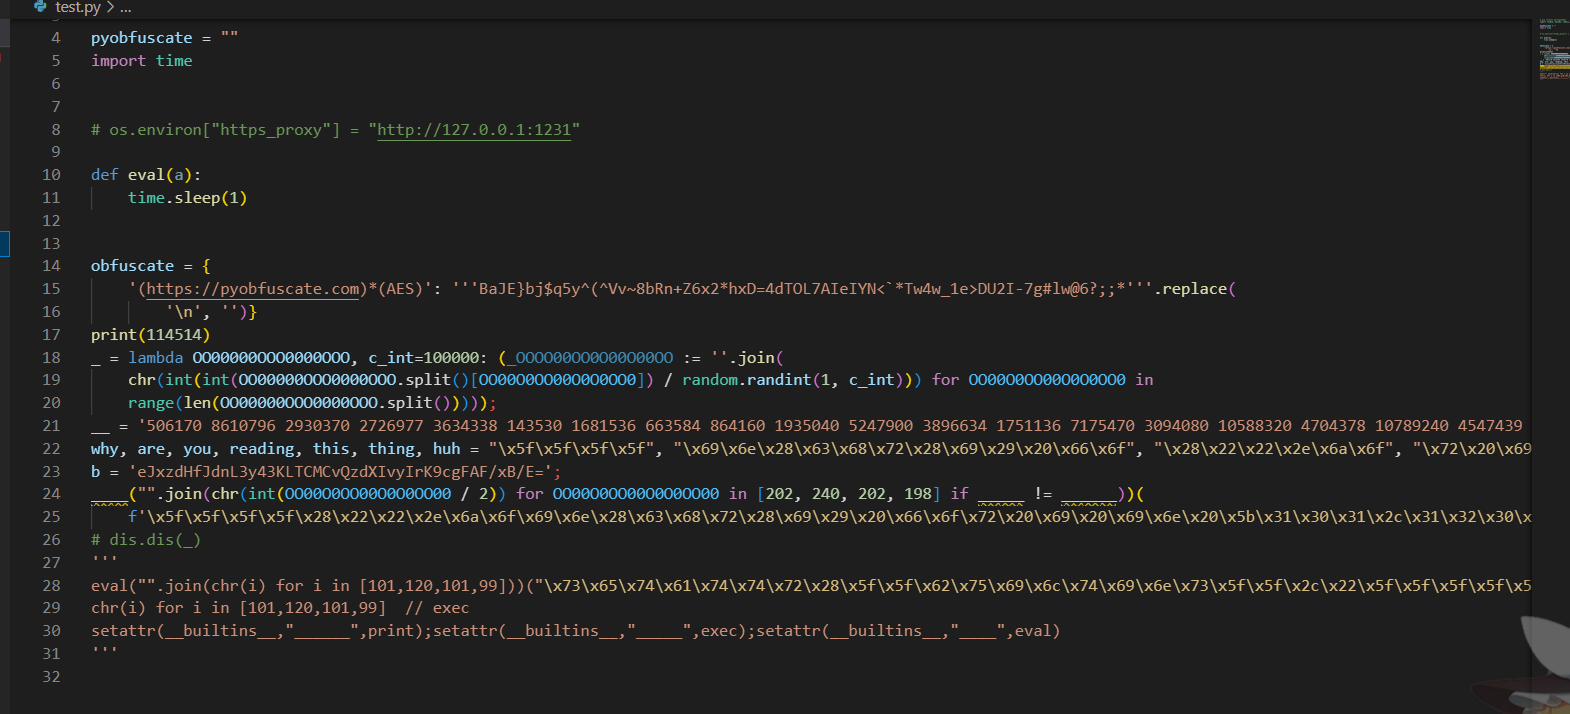 test.py > ...
4 pyobfuscate = ""
5 import time
6
7
8 # os.environ["https_proxy"] = "http://127.0.0.1:1231"
9
10 def eval(a):
11     time.sleep(1)
12
13
14 obfuscate = {
15     '(https://pyobfuscate.com)*(AES)': '''BaJE}bj$q5y^(^Vv~8bRn+Z6x2*hxD=4dTOL7AIeIYN<`*Tw4w_1e>DU2I-7g#lw@6?;;*'''.replace(
16         '\n', '')}
17 print(114514)
18 _ = lambda OO00000OOO0000OOO, c_int=100000: (_OOOO00OO0O00O00OO := ''.join(
19     chr(int(int(OO00000OOO0000OOO.split()[OO00O0OO00O0O0OO0]) / random.randint(1, c_int))) for OO00O0OO00O0O0OO0 in
20     range(len(OO00000OOO0000OOO.split()))));
21 __ = '506170 8610796 2930370 2726977 3634338 143530 1681536 663584 864160 1935040 5247900 3896634 1751136 7175470 3094080 10588320 4704378 10789240 4547439
22 why, are, you, reading, this, thing, huh = "\x5f\x5f\x5f\x5f", "\x69\x6e\x28\x63\x68\x72\x28\x69\x29\x20\x66\x6f", "\x28\x22\x22\x2e\x6a\x6f", "\x72\x20\x69
23 b = 'eJxzdHfJdnL3y43KLTCMCvQzdXIvyIrK9cgFAF/xB/E=';
24 ____("".join(chr(int(OO00O0OO00O0O0OO00 / 2)) for OO00O0OO00O0O0OO00 in [202, 240, 202, 198] if _____ != ______))(
25     f'\x5f\x5f\x5f\x5f\x28\x22\x22\x2e\x6a\x6f\x69\x6e\x28\x63\x68\x72\x28\x69\x29\x20\x66\x6f\x72\x20\x69\x20\x69\x6e\x20\x5b\x31\x30\x31\x2c\x31\x32\x30\x
26 # dis.dis(_)
27 '''
28 eval("".join(chr(i) for i in [101,120,101,99]))("\x73\x65\x74\x61\x74\x74\x72\x28\x5f\x5f\x62\x75\x69\x6c\x74\x69\x6e\x73\x5f\x5f\x2c\x22\x5f\x5f\x5f\x5f\x5
29 chr(i) for i in [101,120,101,99]  // exec
30 setattr(__builtins__,"______",print);setattr(__builtins__,"_____",exec);setattr(__builtins__,"____",eval)
31 '''
32